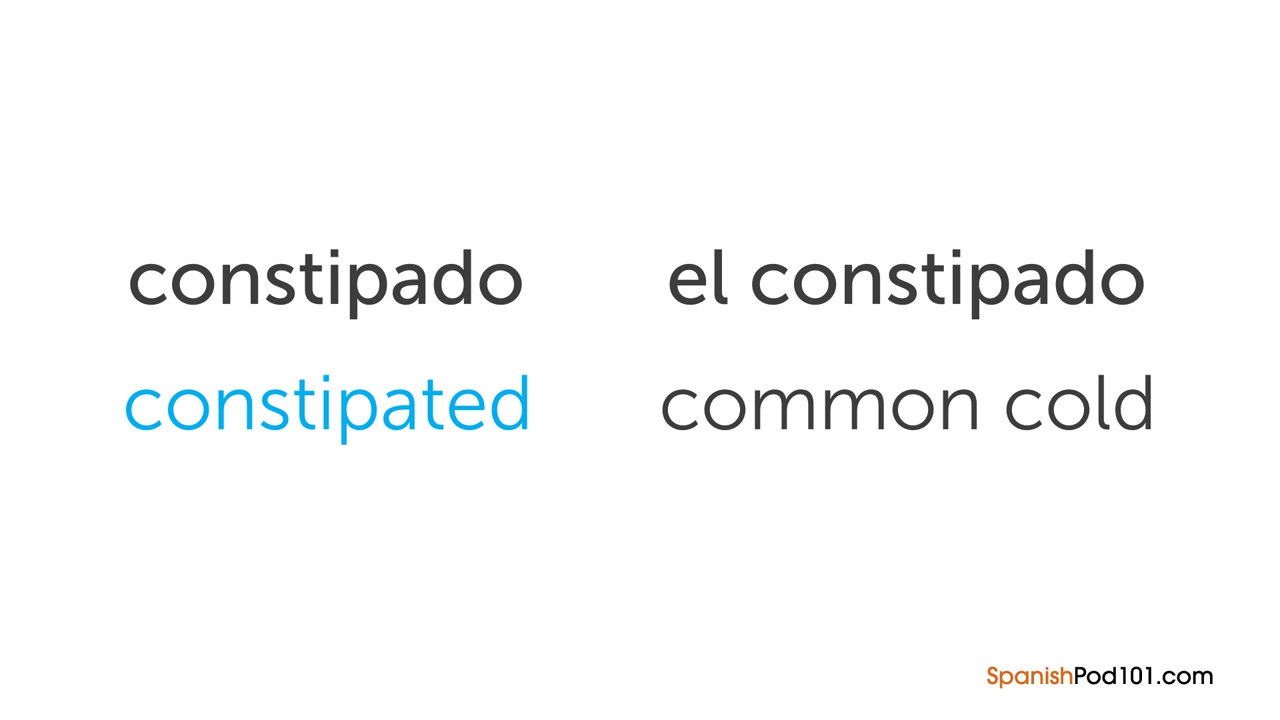 constipado
constipated
el constipado
common cold
SpanishPod101.com